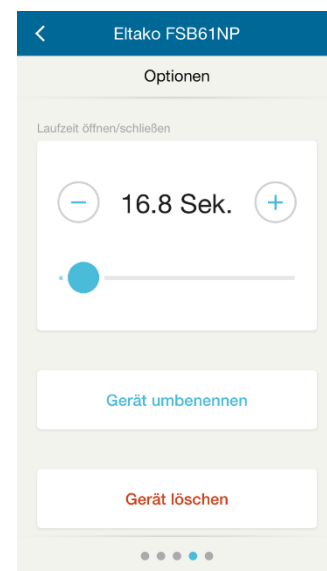 Eltako FSB61NP
Optionen
Laufzeit öffnen/schließen
16.8 Sek.
Gerät umbenennen
Gerät löschen